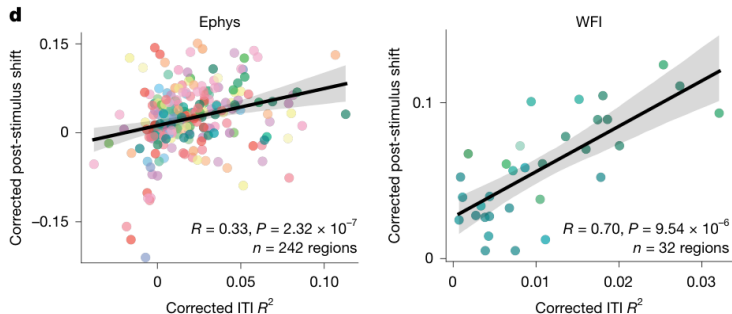 d
Ephys
Corrected post-stimulus shift
0.15
0
−0.15
R = 0.33, P = 2.32 × 10⁻⁷
n = 242 regions
0
0.05
0.10
Corrected ITI R²
WFI
Corrected post-stimulus shift
0.1
0
R = 0.70, P = 9.54 × 10⁻⁶
n = 32 regions
0
0.01
0.02
0.03
Corrected ITI R²